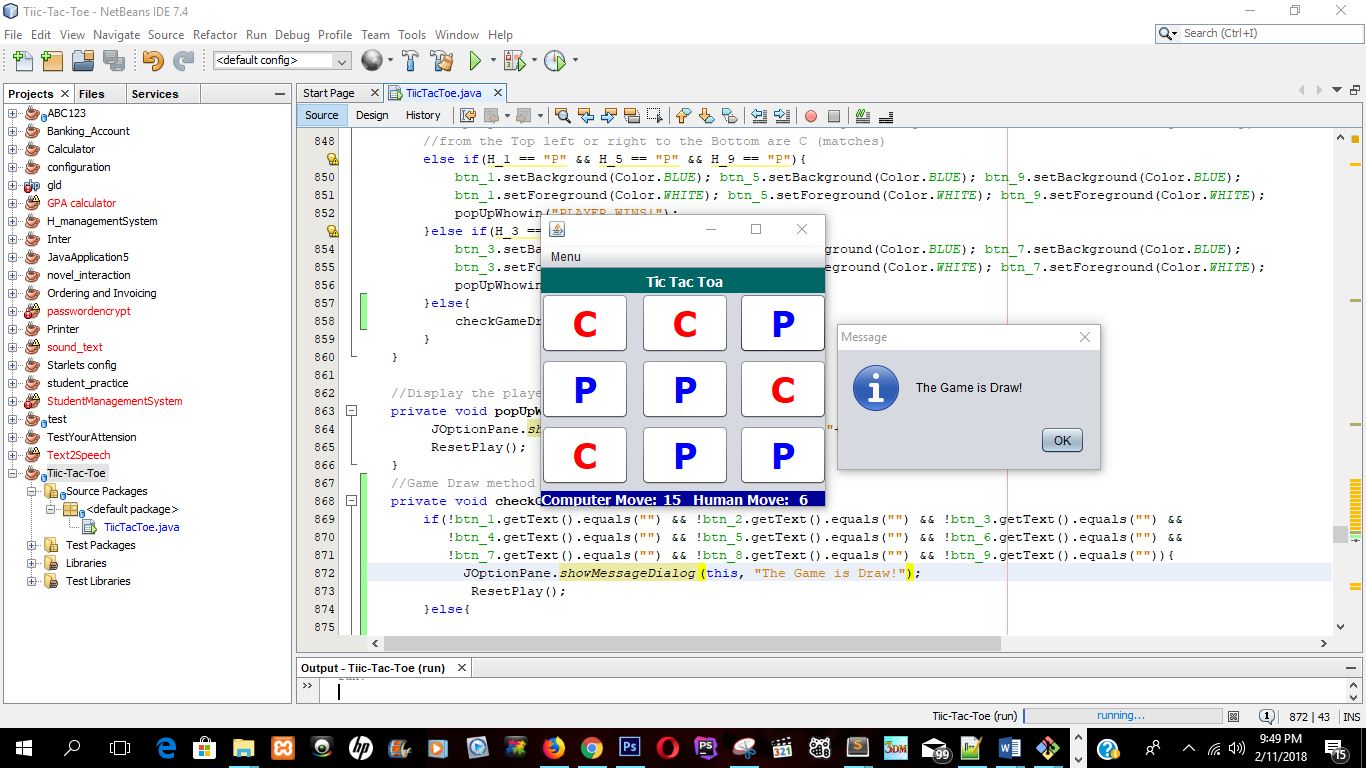 Tiic-Tac-Toe - NetBeans IDE 7.4
File Edit View Navigate Source Refactor Run Debug Profile Team Tools Window Help
Search (Ctrl+I)
<default config>
Projects Files Services
ABC123
Banking_Account
Calculator
configuration
gld
GPA calculator
H_managementSystem
Inter
JavaApplication5
novel_interaction
Ordering and Invoicing
passwordencrypt
Printer
sound_text
Starlets config
student_practice
StudentManagementSystem
test
TestYourAttension
Text2Speech
Tiic-Tac-Toe
Source Packages
<default package>
TiicTacToe.java
Test Packages
Libraries
Test Libraries
Start Page TiicTacToe.java
Source Design History
848 //from the Top left or right to the Bottom are C (matches)
else if(H_1 == "P" && H_5 == "P" && H_9 == "P"){
850 btn_1.setBackground(Color.BLUE); btn_5.setBackground(Color.BLUE); btn_9.setBackground(Color.BLUE);
851 btn_1.setForeground(Color.WHITE); btn_5.setForeground(Color.WHITE); btn_9.setForeground(Color.WHITE);
852 popUpWhowin("PLAYER WINS!");
}else if(H_3 ==
854 btn_3.setBa ground(Color.BLUE); btn_7.setBackground(Color.BLUE);
855 btn_3.setFo reground(Color.WHITE); btn_7.setForeground(Color.WHITE);
856 popUpWhowin
857 }else{
858 checkGameDr
859 }
860 }
861
862 //Display the playe
863 private void popUpW
864 JOptionPane.sho "+
865 ResetPlay();
866 }
867 //Game Draw method
868 private void checkG
869 if(!btn_1.getText().equals("") && !btn_2.getText().equals("") && !btn_3.getText().equals("") &&
870 !btn_4.getText().equals("") && !btn_5.getText().equals("") && !btn_6.getText().equals("") &&
871 !btn_7.getText().equals("") && !btn_8.getText().equals("") && !btn_9.getText().equals("")){
872 JOptionPane.showMessageDialog(this, "The Game is Draw!");
873 ResetPlay();
874 }else{
875
Menu
Tic Tac Toa
C C P
P P C
C P P
Computer Move: 15 Human Move: 6
Message
The Game is Draw!
OK
Output - Tiic-Tac-Toe (run)
Tiic-Tac-Toe (run) running... 1 872 | 43 INS
9:49 PM
2/11/2018
99
15